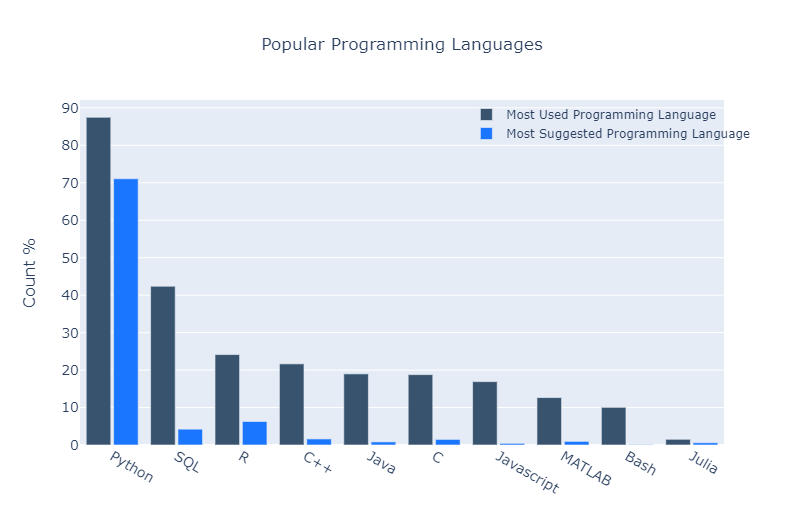 Popular Programming Languages
Most Used Programming Language
Most Suggested Programming Language
Count %
90
80
70
60
50
40
30
20
10
0
Python
SQL
R
C++
Java
C
Javascript
MATLAB
Bash
Julia